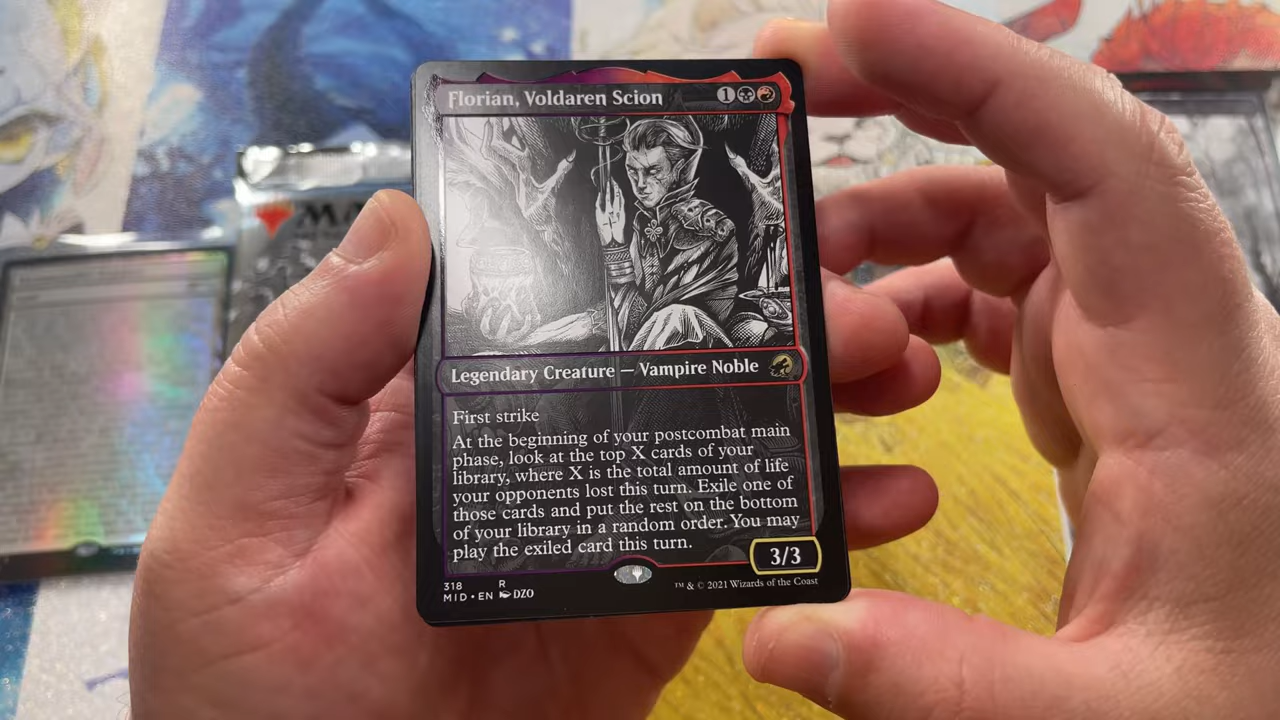 Florian, Voldaren Scion 1
Legendary Creature — Vampire Noble
First strike
At the beginning of your postcombat main
phase, look at the top X cards of your
library, where X is the total amount of life
your opponents lost this turn. Exile one of
those cards and put the rest on the bottom
of your library in a random order. You may
play the exiled card this turn.
3/3
318 R
MID • EN DZO
™ & © 2021 Wizards of the Coast